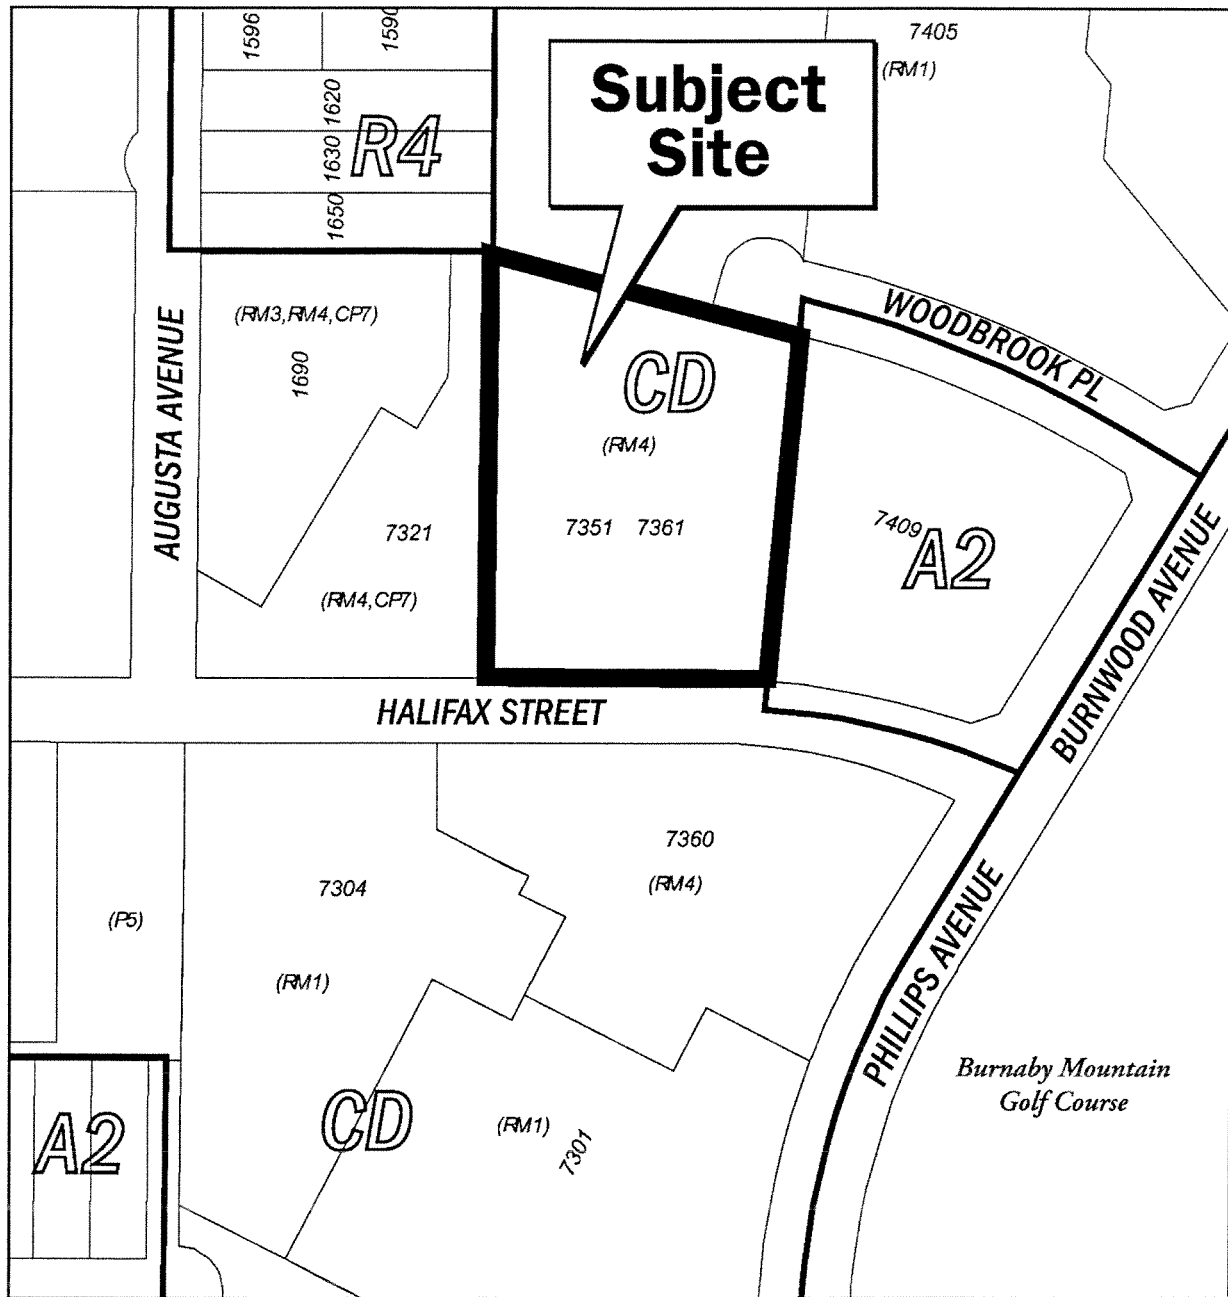 1596
1590
7405
(RM1)
Subject
Site
1620
1630
R4
1650
(RM3,RM4,CP7)
1690
WOODBROOK PL
CD
(RM4)
AUGUSTA AVENUE
7321
7351 7361
7409
A2
BURNWOOD AVENUE
(RM4,CP7)
HALIFAX STREET
7360
(RM4)
7304
(P5)
(RM1)
PHILLIPS AVENUE
Burnaby Mountain
Golf Course
CD
(RM1)
7301
A2